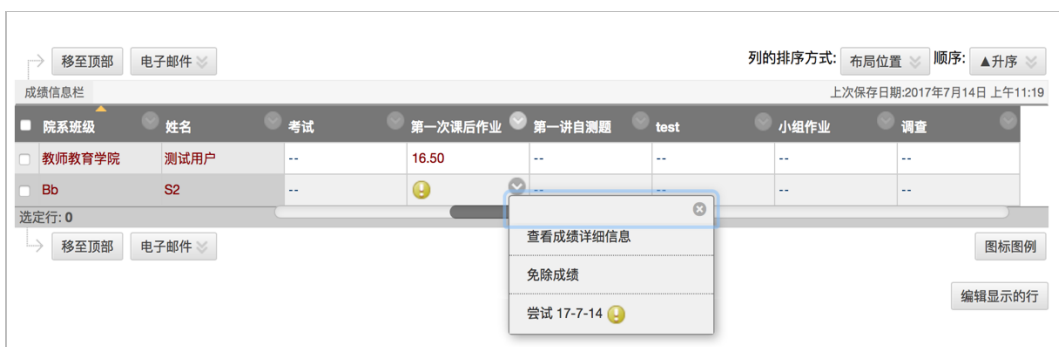 移至顶部 电子邮件 列的排序方式: 布局位置 顺序: ▲升序
成绩信息栏 上次保存日期:2017年7月14日 上午11:19
院系班级 姓名 考试 第一次课后作业 第一讲自测题 test 小组作业 调查
教师教育学院 测试用户 -- 16.50 -- -- -- --
Bb S2 -- -- -- -- --
选定行: 0
查看成绩详细信息
移至顶部 电子邮件 图标图例
免除成绩
编辑显示的行
尝试 17-7-14